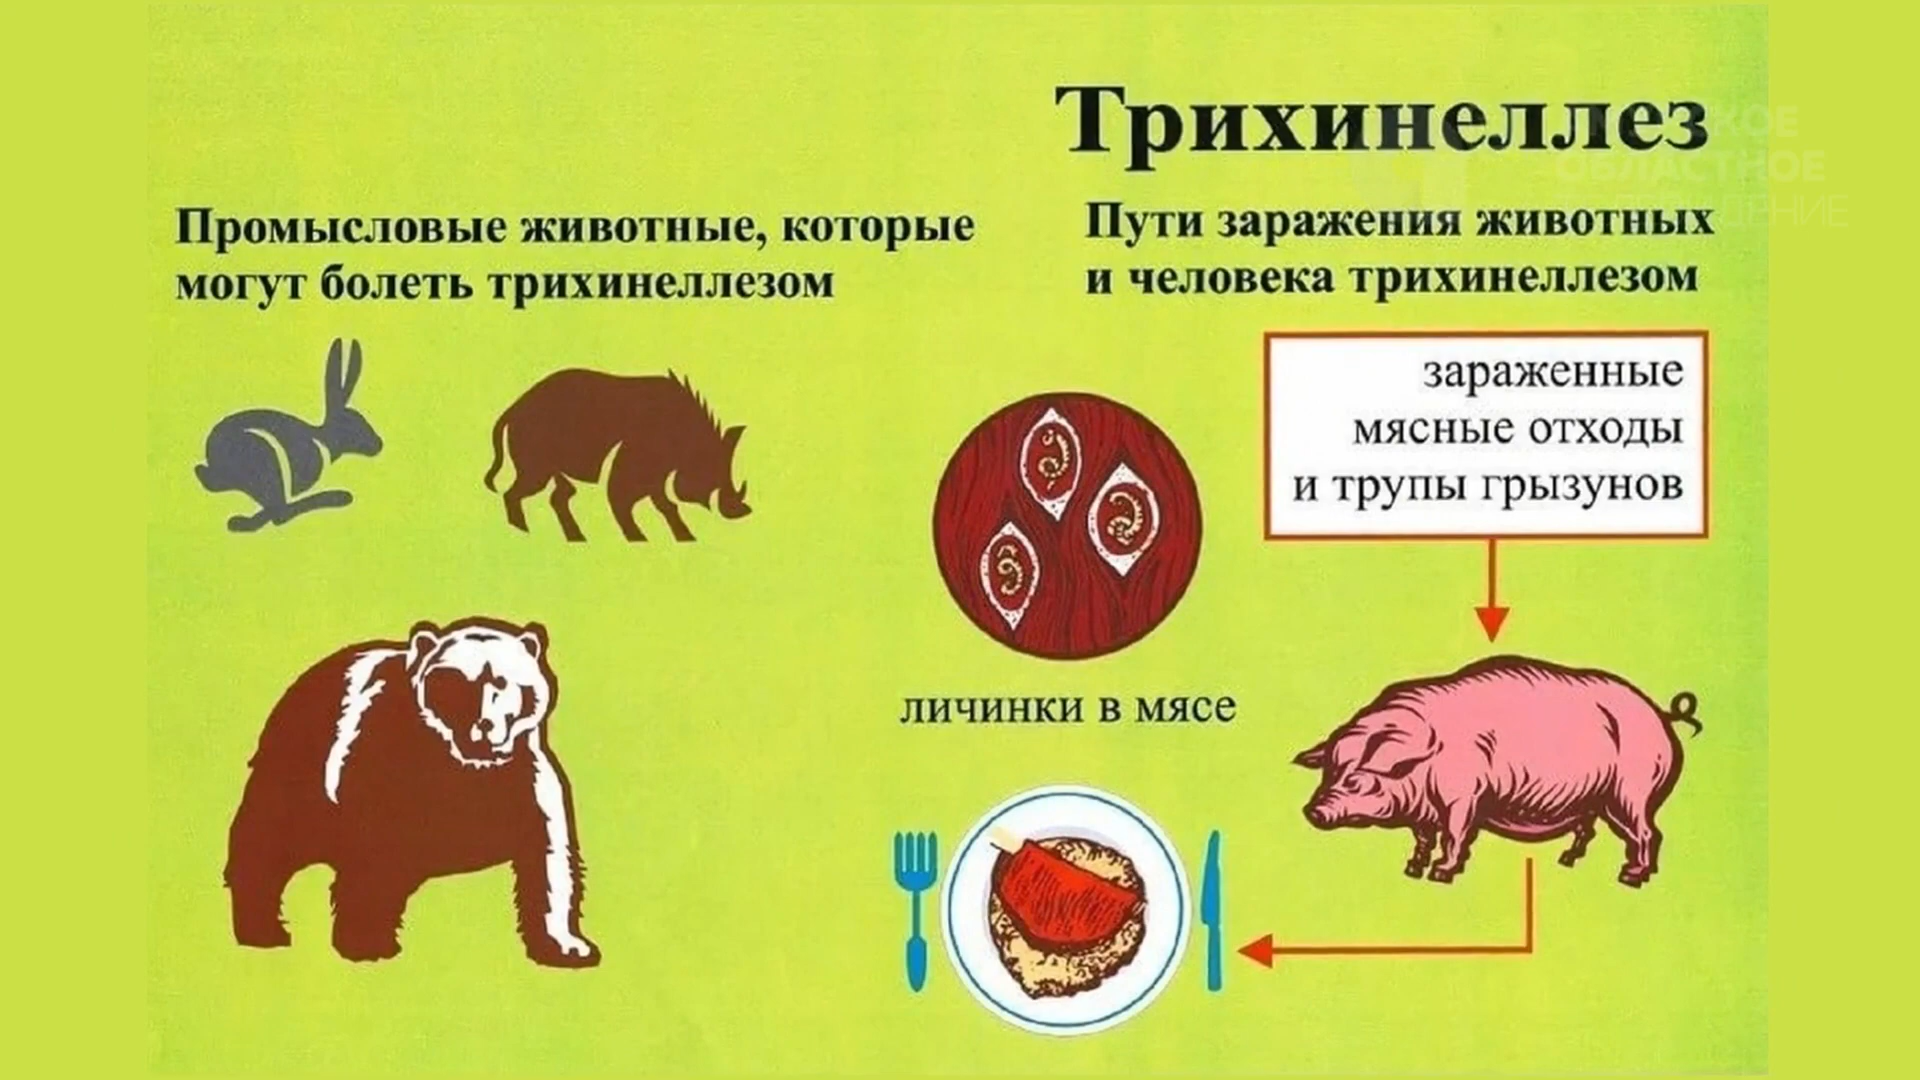 Трихинеллез
Промысловые животные, которые
могут болеть трихинеллезом
Пути заражения животных
и человека трихинеллезом
зараженные
мясные отходы
и трупы грызунов
личинки в мясе
ОБЛАСТНОЕ